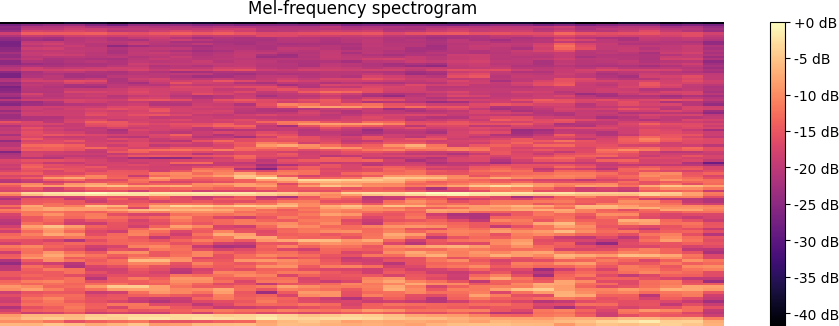 Mel-frequency spectrogram
+0 dB
-5 dB
-10 dB
-15 dB
-20 dB
-25 dB
-30 dB
-35 dB
-40 dB